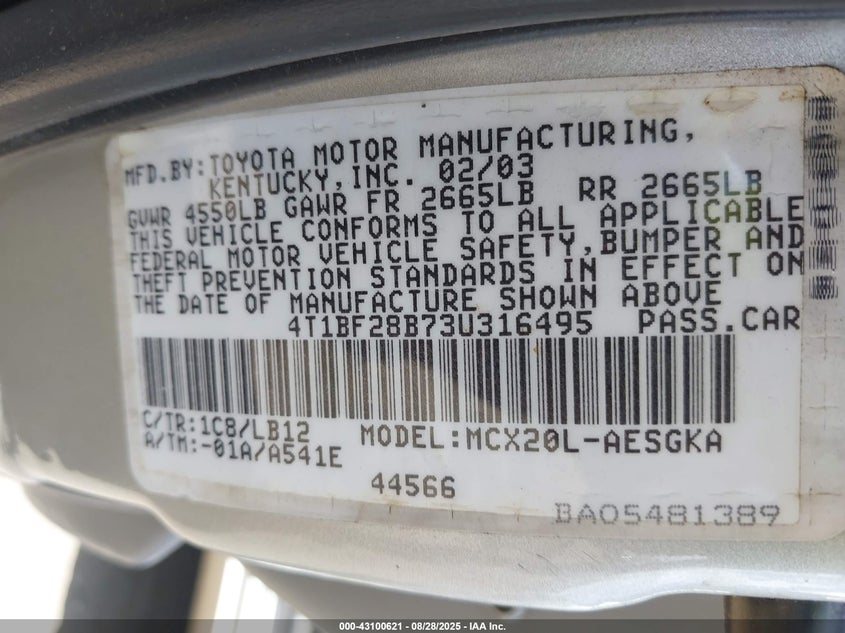 MFD.BY:TOYOTA MOTOR MANUFACTURING,
KENTUCKY,INC. 02/03
GVWR 4550LB GAWR FR 2665LB RR 2665LB
THIS VEHICLE CONFORMS TO ALL APPLICABLE
FEDERAL MOTOR VEHICLE SAFETY,BUMPER AND
THEFT PREVENTION STANDARDS IN EFFECT ON
THE DATE OF MANUFACTURE SHOWN ABOVE
4T1BF28B73U316495 PASS.CAR
C/TR:1C8/LB12 MODEL:MCX20L-AESGKA
A/TM:-01A/A541E
44566
BA05481389
000-43100621 - 08/28/2025 - IAA Inc.